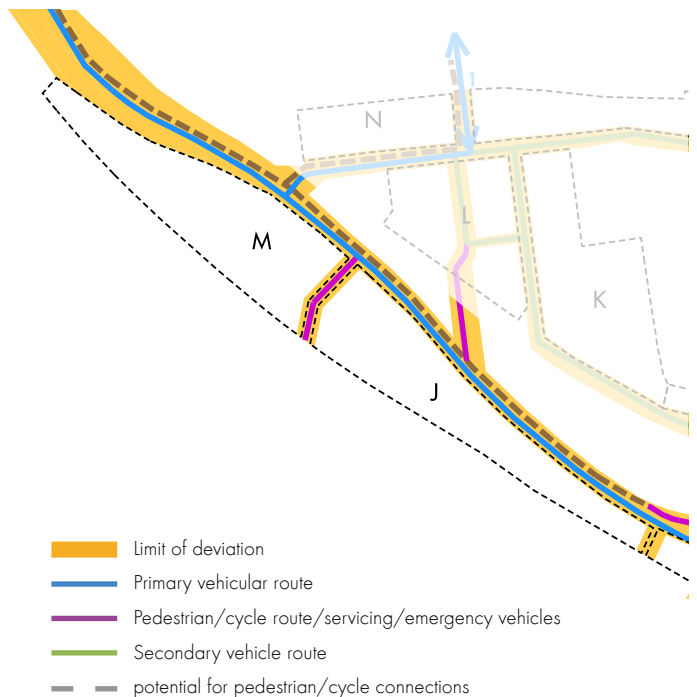 N
M
L
K
J
Limit of deviation
Primary vehicular route
Pedestrian/cycle route/servicing/emergency vehicles
Secondary vehicle route
potential for pedestrian/cycle connections